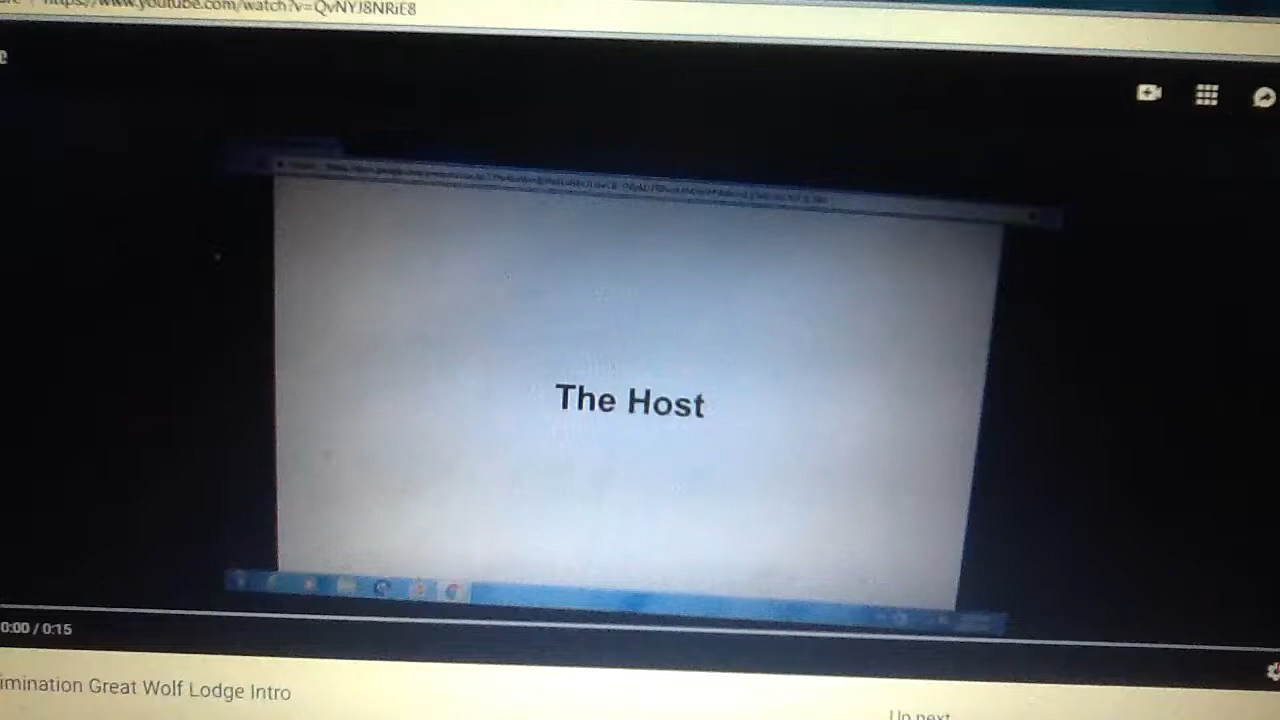 https://www.youtube.com/watch?v=QvNYJ8NRiE8
The Host
0:00 / 0:15
imination Great Wolf Lodge Intro
Up next